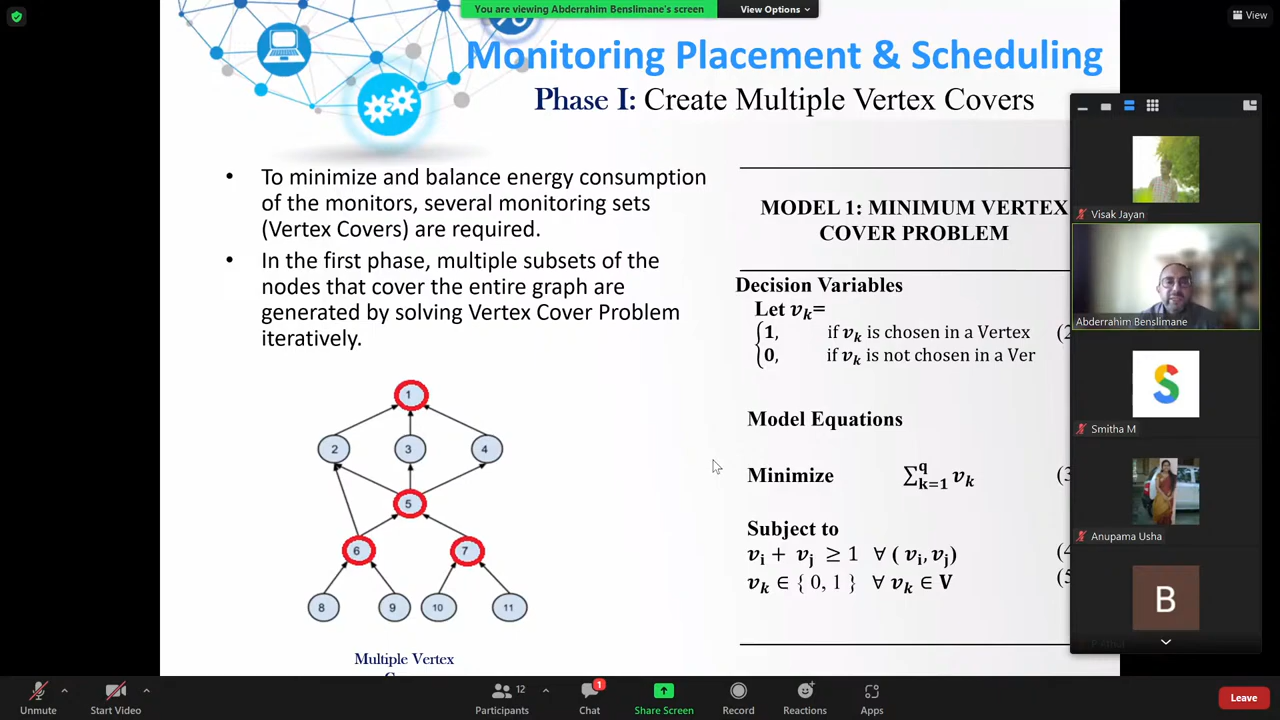 You are viewing Abderrahim Benslimane's screen
View Options
View
Monitoring Placement & Scheduling
Phase I: Create Multiple Vertex Covers
• To minimize and balance energy consumption
of the monitors, several monitoring sets
(Vertex Covers) are required.
• In the first phase, multiple subsets of the
nodes that cover the entire graph are
generated by solving Vertex Cover Problem
iteratively.
1
2 3 4
5
6 7
8 9 10 11
Multiple Vertex
MODEL 1: MINIMUM VERTEX
COVER PROBLEM
Decision Variables
Let vₖ=
{1, if vₖ is chosen in a Vertex
{0, if vₖ is not chosen in a Ver
Model Equations
Minimize ∑ᵏ₌₁^q vₖ
Subject to
vᵢ + vⱼ ≥ 1 ∀ ( vᵢ, vⱼ)
vₖ ∈ { 0, 1 } ∀ vₖ ∈ V
Visak Jayan
Abderrahim Benslimane
S
Smitha M
Anupama Usha
B
Unmute
Start Video
12
Participants
1
Chat
Share Screen
Record
Reactions
Apps
Leave